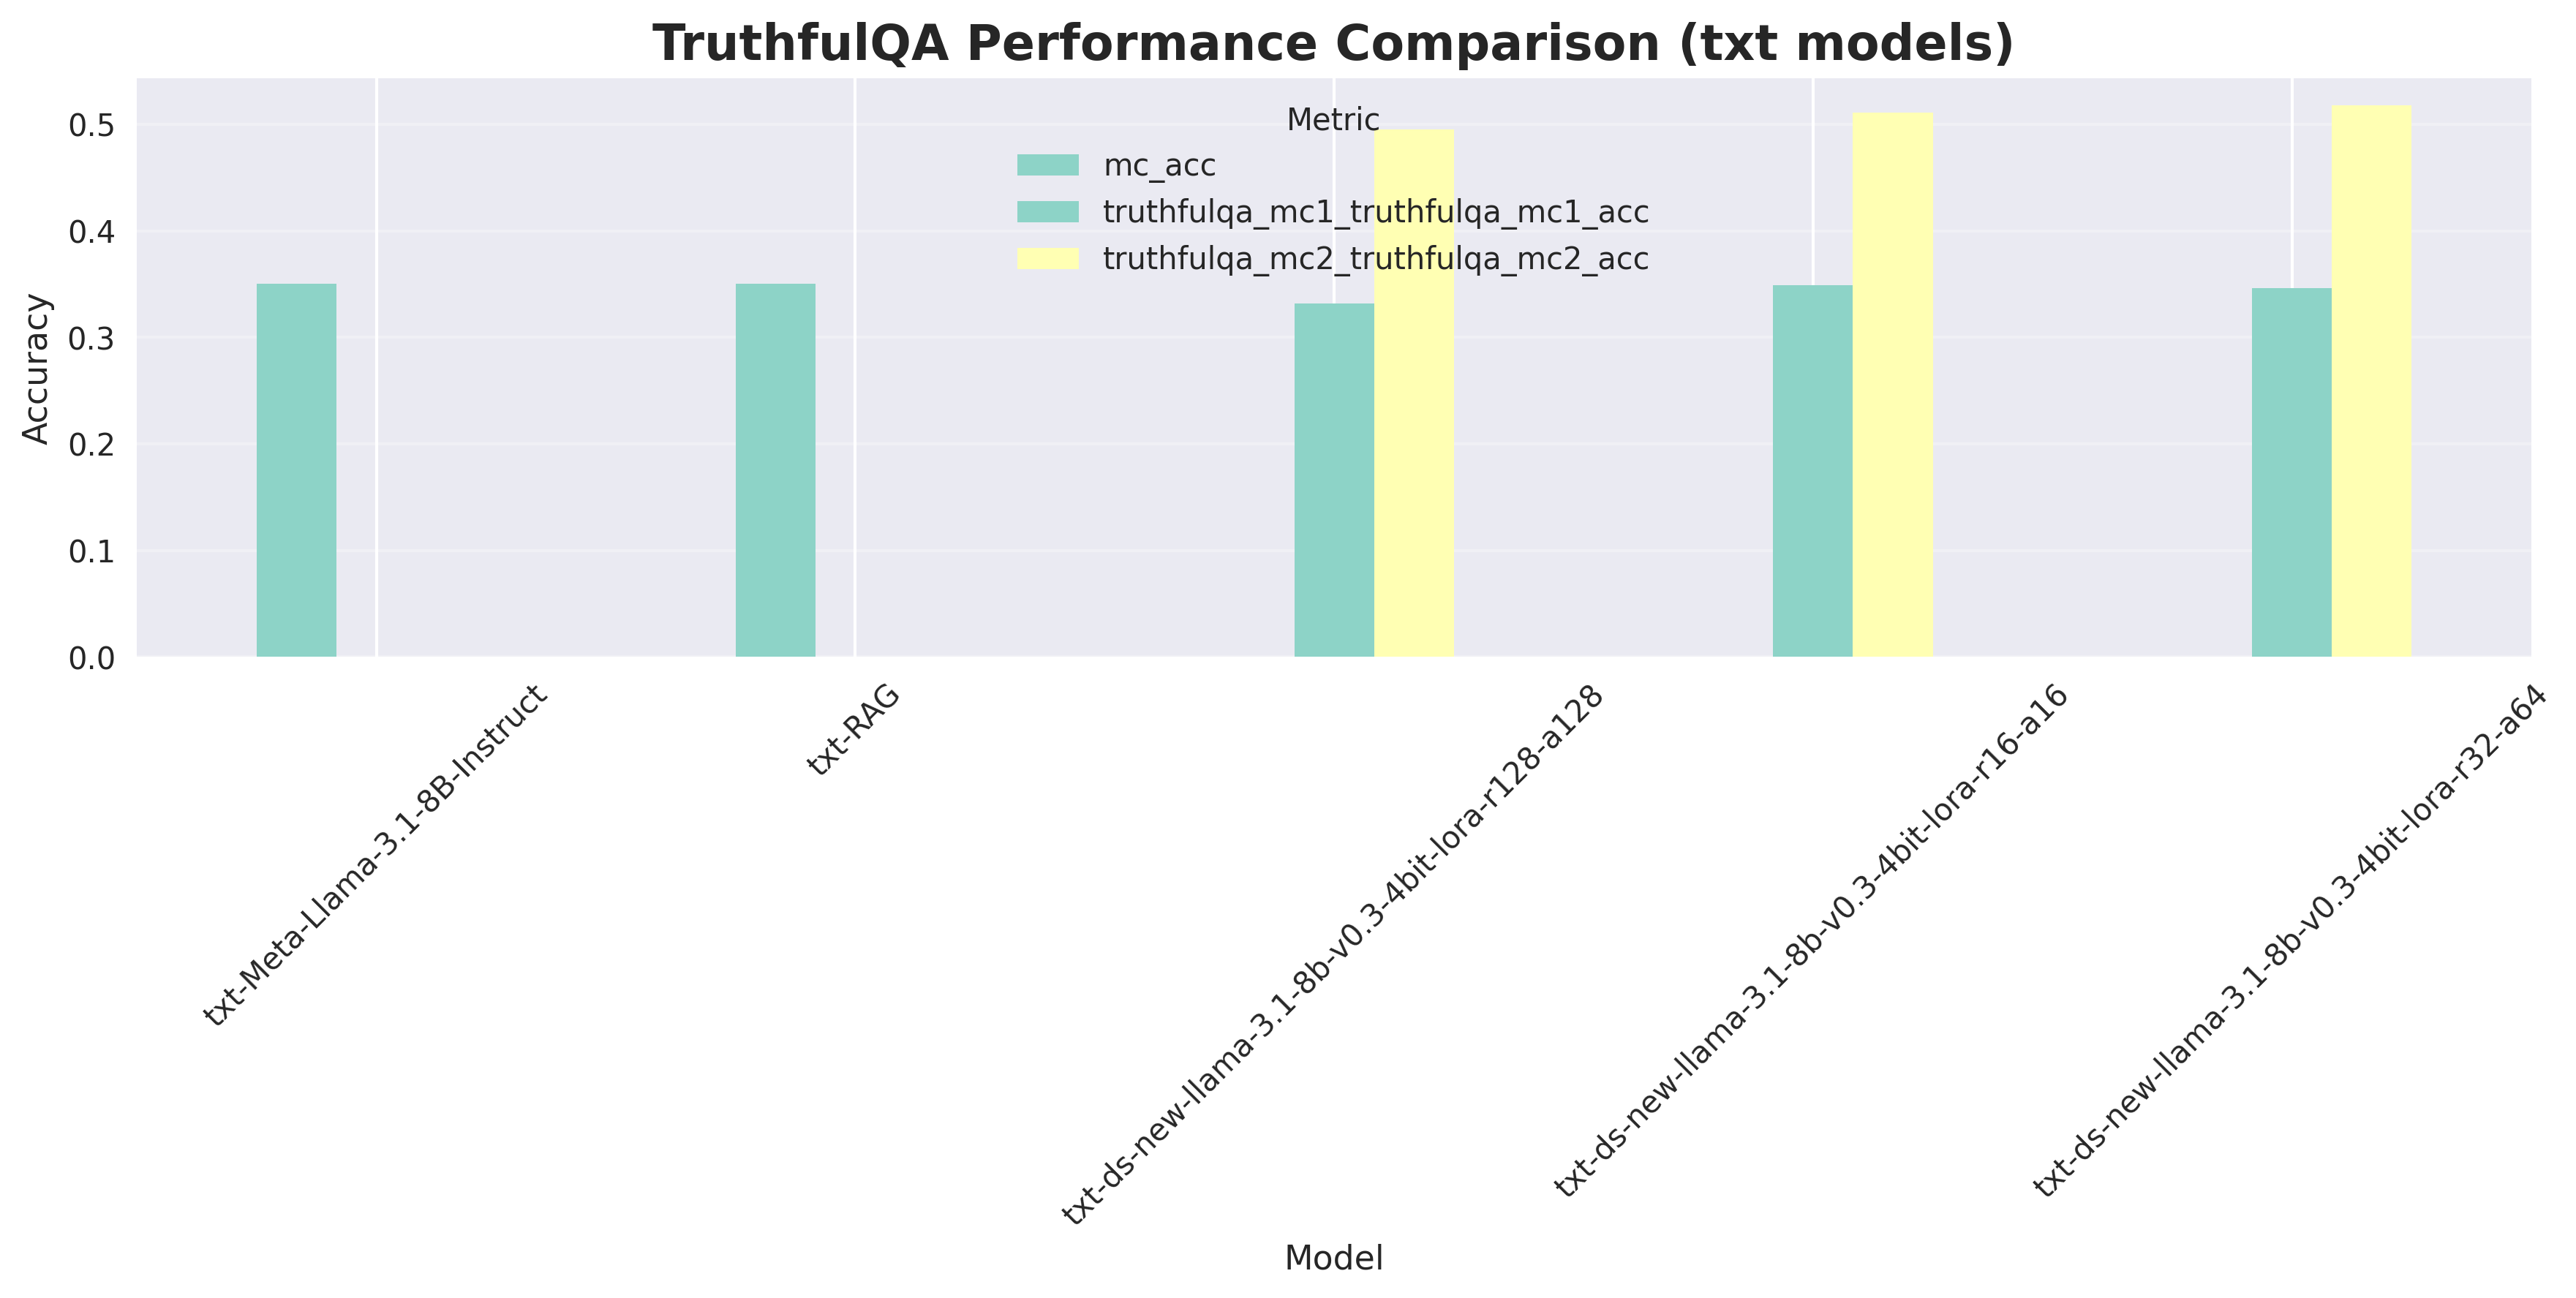 TruthfulQA Performance Comparison (txt models)
Metric
mc_acc
truthfulqa_mc1_truthfulqa_mc1_acc
truthfulqa_mc2_truthfulqa_mc2_acc
Accuracy
0.5
0.4
0.3
0.2
0.1
0.0
txt-Meta-Llama-3.1-8B-Instruct
txt-RAG
txt-ds-new-llama-3.1-8b-v0.3-4bit-lora-r128-a128
txt-ds-new-llama-3.1-8b-v0.3-4bit-lora-r16-a16
txt-ds-new-llama-3.1-8b-v0.3-4bit-lora-r32-a64
Model